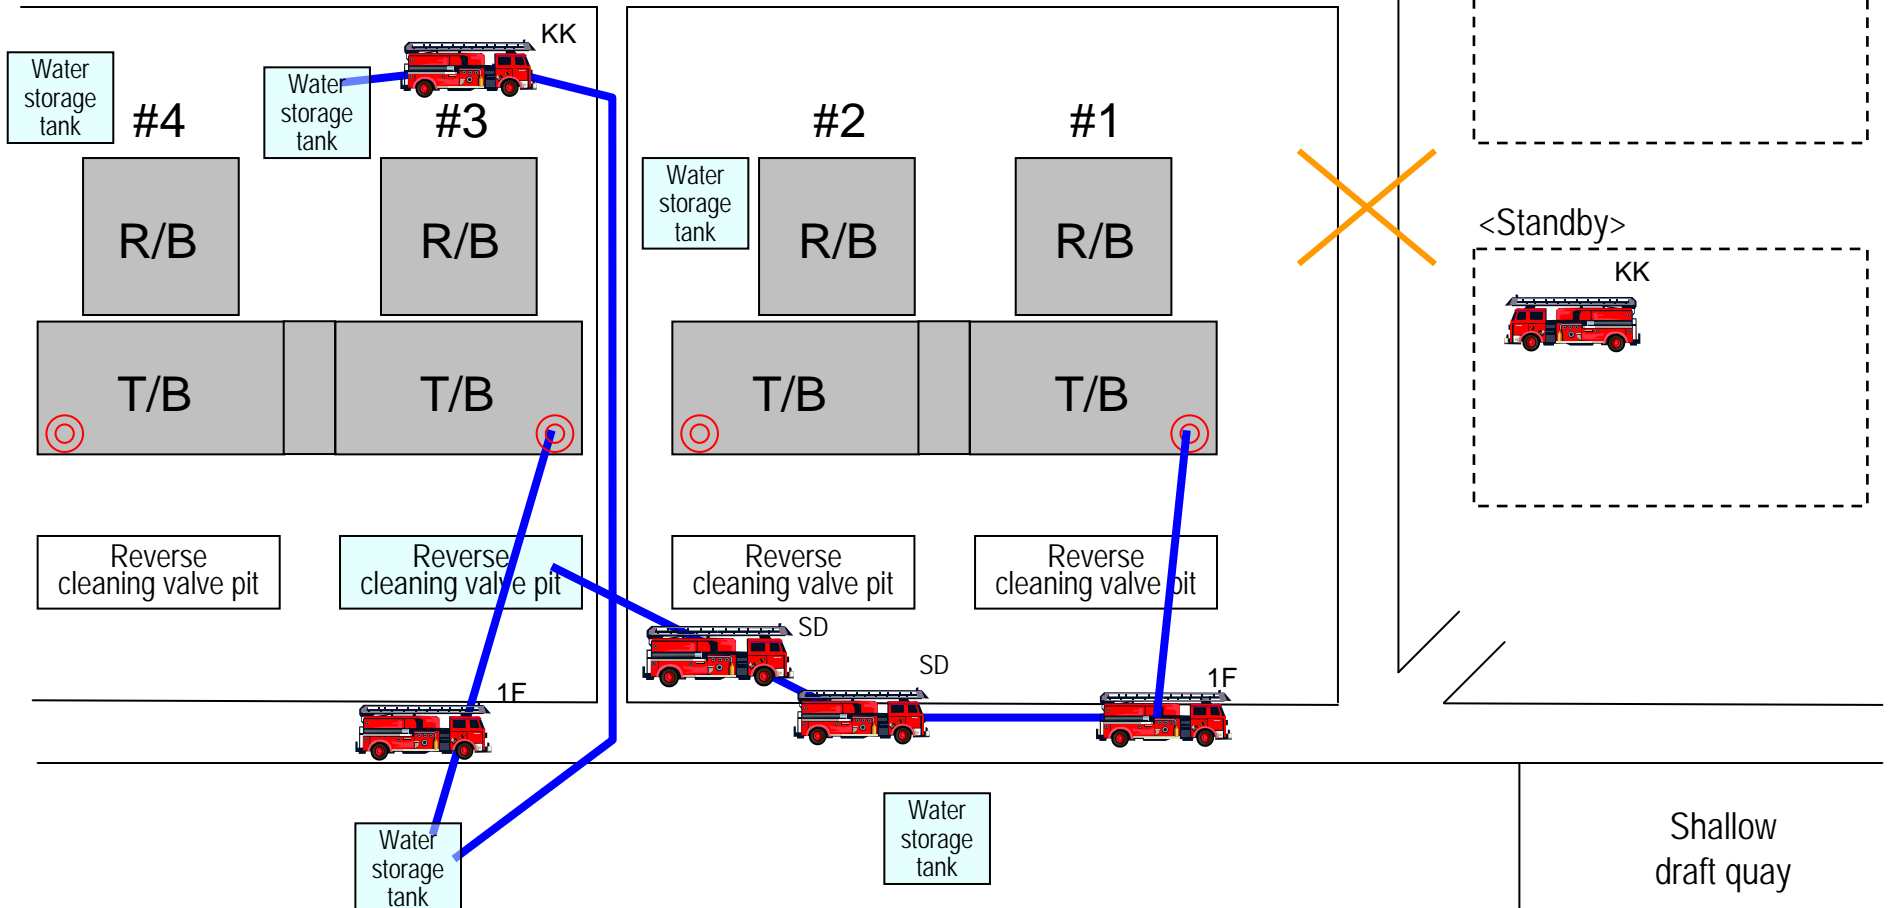 KK
Water
storage
tank
#4
Water
storage
tank
#3
#2
#1
Water
storage
tank
R/B
R/B
R/B
R/B
<Standby>
KK
T/B
T/B
T/B
T/B
Reverse
cleaning valve pit
Reverse
cleaning valve pit
Reverse
cleaning valve pit
Reverse
cleaning valve pit
SD
SD
1F
1F
Water
storage
tank
Water
storage
tank
Shallow
draft quay